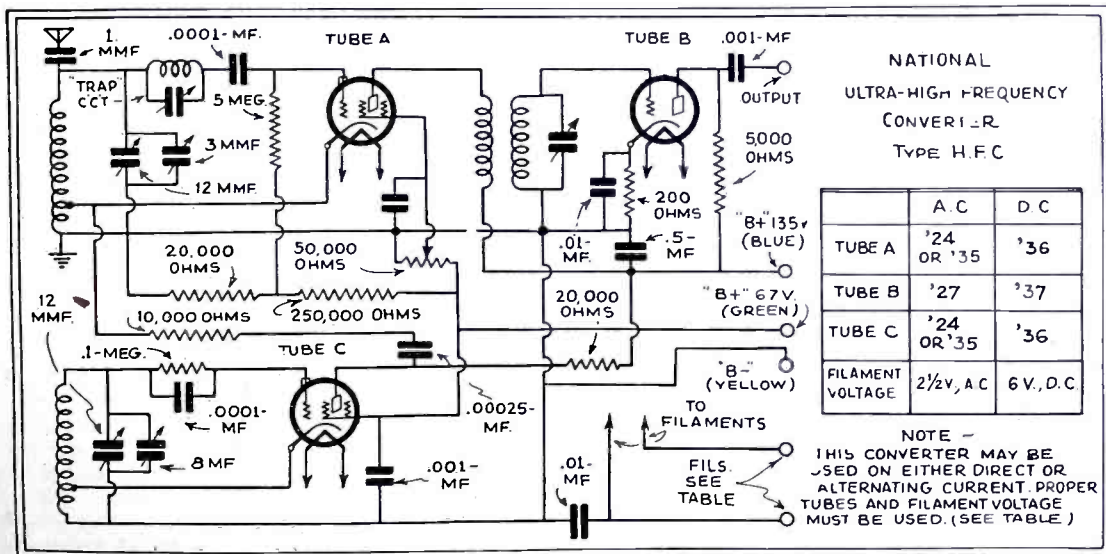 1.
MMF
.0001-MF.
TUBE A
TUBE B
.001-MF
"TRAP"
CCT
5 MEG.
3 MMF
12 MMF.
OUTPUT
5,000
OHMS
200
OHMS
.01-
MF.
.5-
MF
"B+" 135V
(BLUE)
20,000
OHMS
50,000
OHMS
12
MMF.
10,000 OHMS
250,000 OHMS
20,000
OHMS
"B+" 67V.
(GREEN)
"B-"
(YELLOW)
.1-MEG.
TUBE C
.0001-
MF
.00025-
MF.
8 MF
.001-
MF
.01-
MF
TO
FILAMENTS
FILS.
SEE
TABLE
NATIONAL
ULTRA-HIGH FREQUENCY
CONVERTER
TYPE H.F.C
A.C D.C
TUBE A '24 OR '35 '36
TUBE B '27 '37
TUBE C '24 OR '35 '36
FILAMENT VOLTAGE 2½V., A.C 6V., D.C.
NOTE -
THIS CONVERTER MAY BE
USED ON EITHER DIRECT OR
ALTERNATING CURRENT. PROPER
TUBES AND FILAMENT VOLTAGE
MUST BE USED. (SEE TABLE)